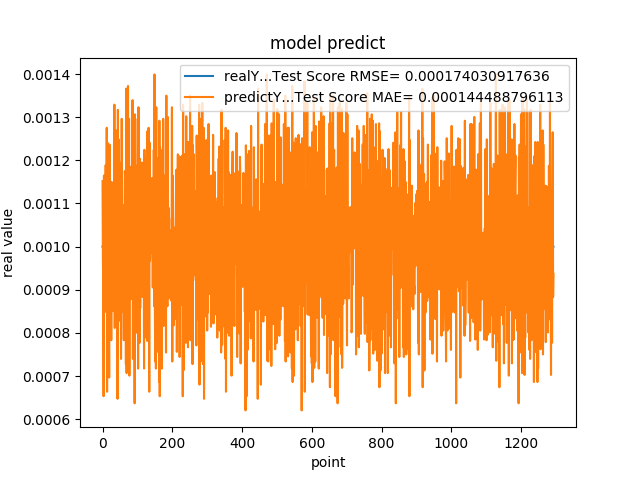 model predict
realY...Test Score RMSE= 0.000174030917636
predictY...Test Score MAE= 0.000144488796113
0.0014
0.0013
0.0012
0.0011
0.0010
0.0009
0.0008
0.0007
0.0006
real value
0 200 400 600 800 1000 1200
point